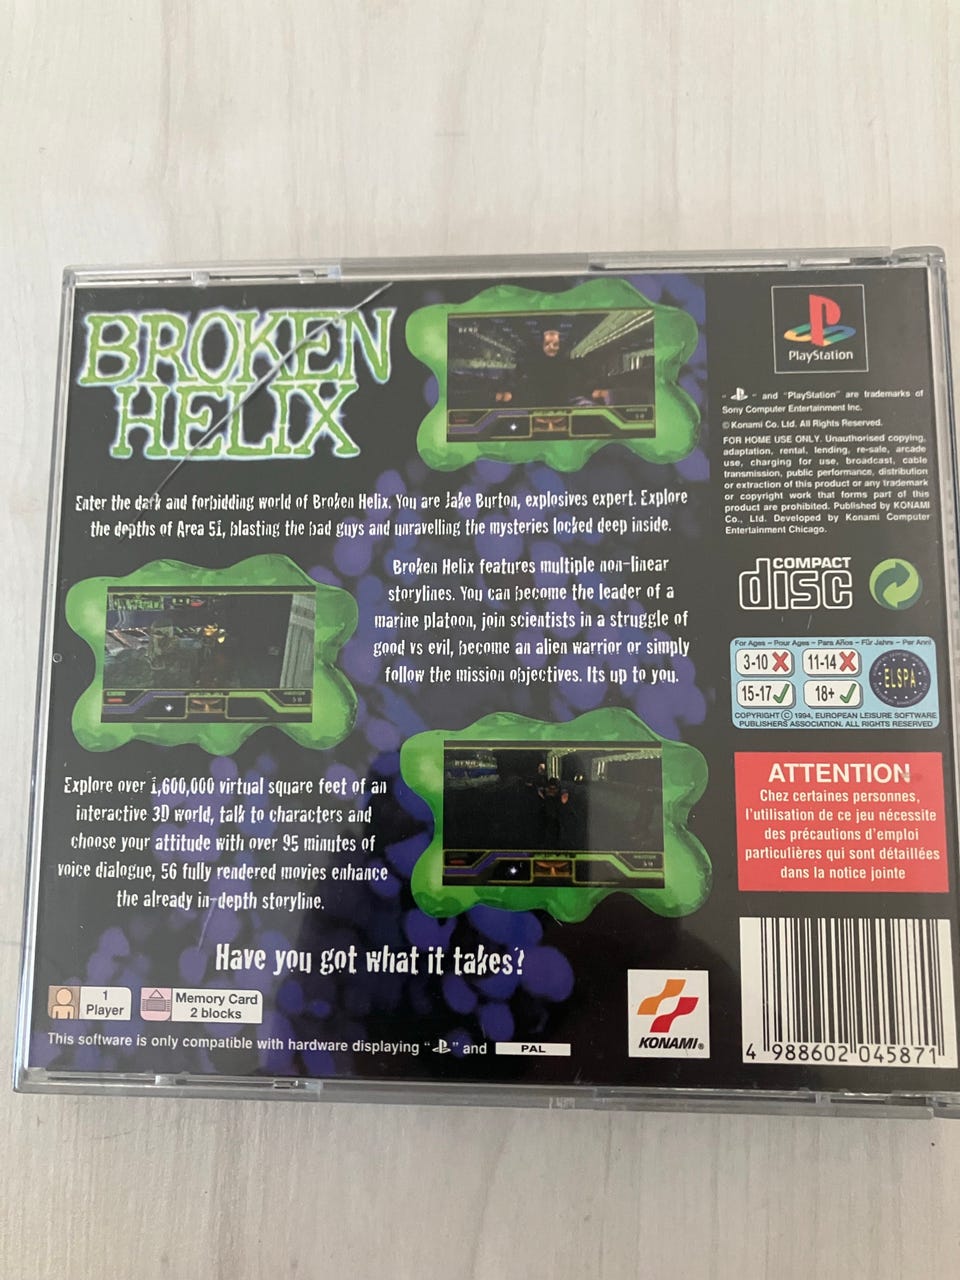 BROKEN
HELIX
Enter the dark and forbidding world of Broken Helix. You are Jake Burton, explosives expert. Explore
the depths of Area 51, blasting the bad guys and unravelling the mysteries locked deep inside.
Broken Helix features multiple non-linear
storylines. You can become the leader of a
marine platoon, join scientists in a struggle of
good vs evil, become an alien warrior or simply
follow the mission objectives. Its up to you.
Explore over 1,600,000 virtual square feet of an
interactive 3D world, talk to characters and
choose your attitude with over 95 minutes of
voice dialogue, 56 fully rendered movies enhance
the already in-depth storyline.
Have you got what it takes?
1
Player
Memory Card
2 blocks
This software is only compatible with hardware displaying " " and PAL
KONAMI®
PlayStation
" " and "PlayStation" are trademarks of
Sony Computer Entertainment Inc.
© Konami Co. Ltd. All Rights Reserved.
FOR HOME USE ONLY. Unauthorised copying,
adaptation, rental, lending, re-sale, arcade
use, charging for use, broadcast, cable
transmission, public performance, distribution
or extraction of this product or any trademark
or copyright work that forms part of this
product are prohibited. Published by KONAMI
Co., Ltd. Developed by Konami Computer
Entertainment Chicago.
COMPACT
disc
For Ages – Pour Ages – Para Años – Für Jahre – Per Anni
3-10 11-14
15-17 18+
ELSPA
COPYRIGHT © 1994, EUROPEAN LEISURE SOFTWARE
PUBLISHERS ASSOCIATION. ALL RIGHTS RESERVED
ATTENTION
Chez certaines personnes,
l'utilisation de ce jeu nécessite
des précautions d'emploi
particulières qui sont détaillées
dans la notice jointe
4 988602 045871